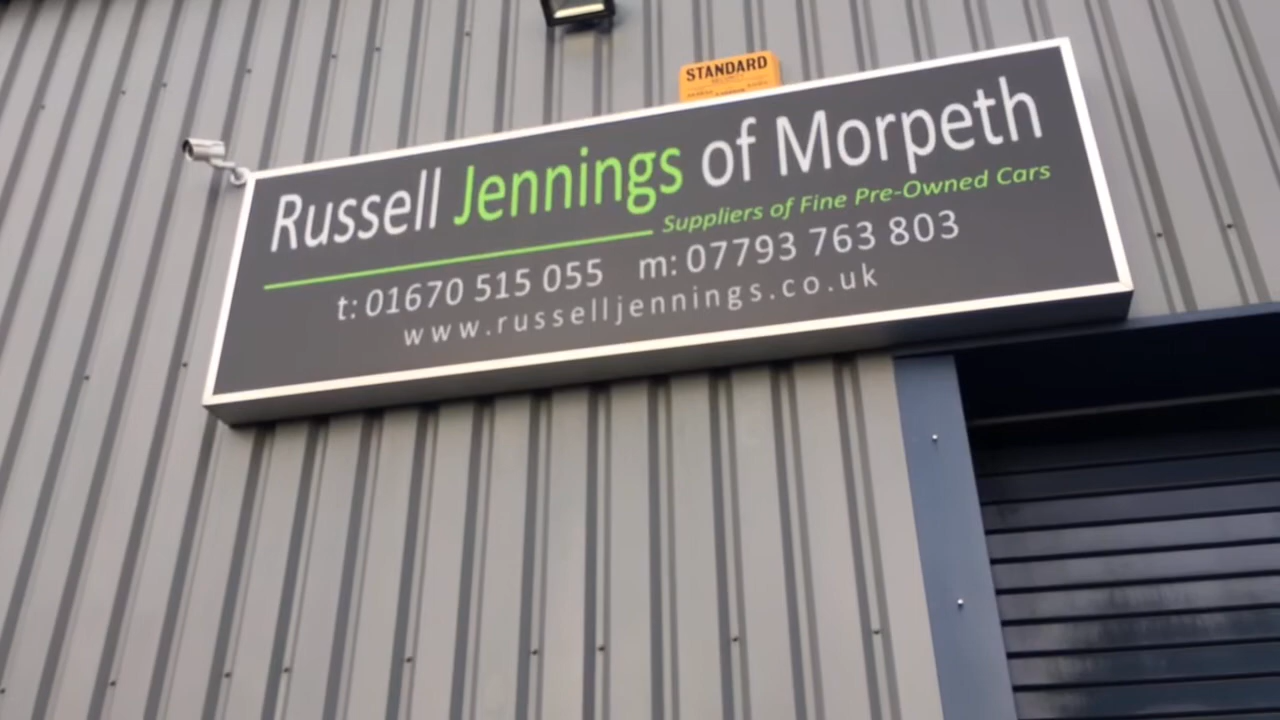 STANDARD
Russell Jennings of Morpeth
Suppliers of Fine Pre-Owned Cars
t: 01670 515 055 m: 07793 763 803
www.russelljennings.co.uk